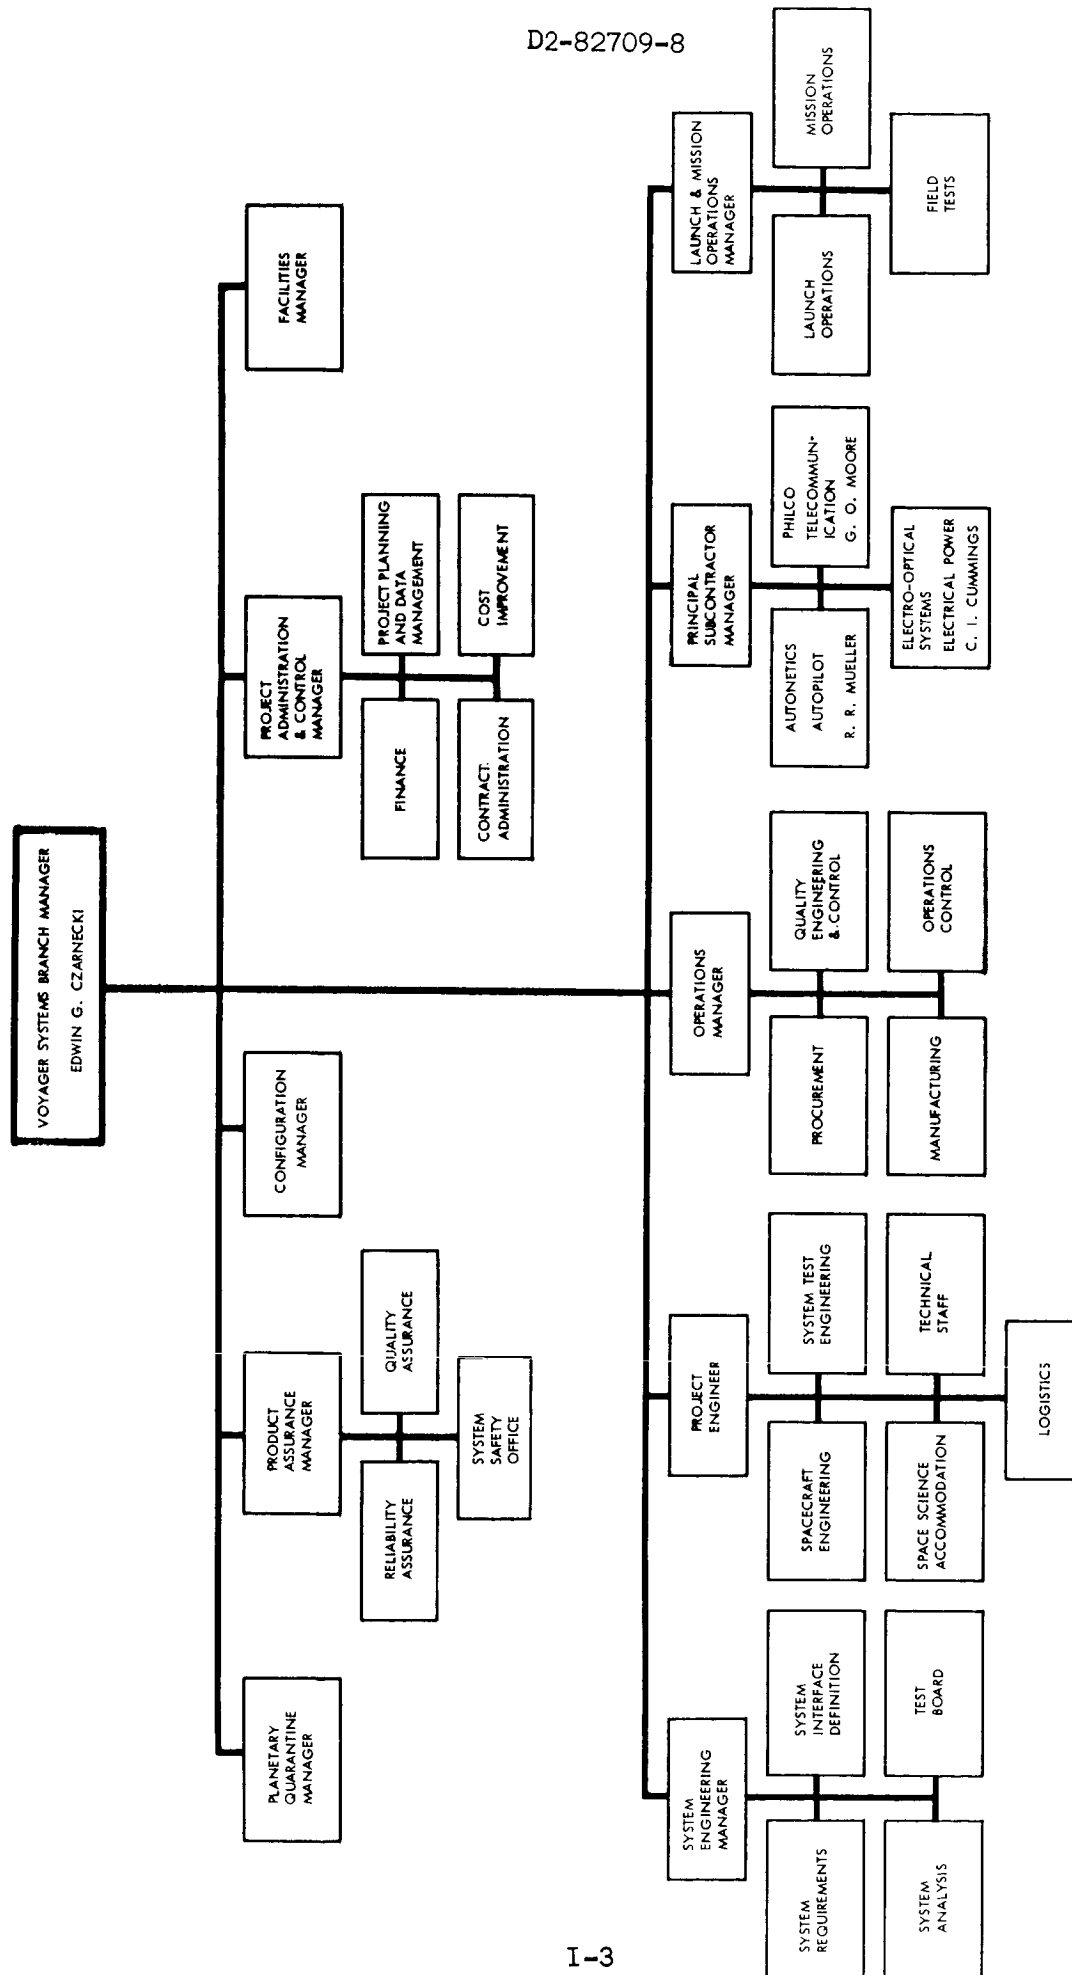 D2-82709-8
VOYAGER SYSTEMS BRANCH MANAGER
EDWIN G. CZARNECKI
PLANETARY
QUARANTINE
MANAGER
PRODUCT
ASSURANCE
MANAGER
RELIABILITY
ASSURANCE
QUALITY
ASSURANCE
SYSTEM
SAFETY
OFFICE
CONFIGURATION
MANAGER
PROJECT
ADMINISTRATION
& CONTROL
MANAGER
FINANCE
PROJECT PLANNING
AND DATA
MANAGEMENT
CONTRACT
ADMINISTRATION
COST
IMPROVEMENT
FACILITIES
MANAGER
SYSTEM
ENGINEERING
MANAGER
SYSTEM
REQUIREMENTS
SYSTEM
INTERFACE
DEFINITION
SYSTEM
ANALYSIS
TEST
BOARD
PROJECT
ENGINEER
SPACECRAFT
ENGINEERING
SYSTEM TEST
ENGINEERING
SPACE SCIENCE
ACCOMMODATION
TECHNICAL
STAFF
LOGISTICS
OPERATIONS
MANAGER
PROCUREMENT
QUALITY
ENGINEERING
& CONTROL
MANUFACTURING
OPERATIONS
CONTROL
PRINCIPAL
SUBCONTRACTOR
MANAGER
AUTONETICS
AUTOPILOT
R. R. MUELLER
PHILCO
TELECOMMUN-
ICATION
G. O. MOORE
ELECTRO-OPTICAL
SYSTEMS
ELECTRICAL POWER
C. I. CUMMINGS
LAUNCH & MISSION
OPERATIONS
MANAGER
LAUNCH
OPERATIONS
MISSION
OPERATIONS
FIELD
TESTS
I-3